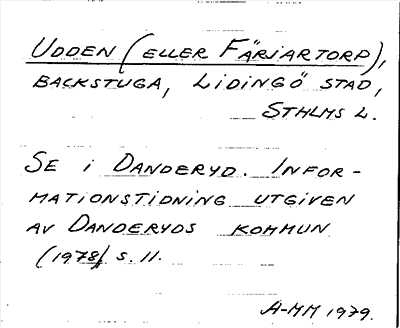 UDDEN (ELLER FÄRJARTORP),
BACKSTUGA, LIDINGÖ STAD,
STHLMS L.
SE I DANDERYD. INFOR-
MATIONSTIDNING UTGIVEN
AV DANDERYDS KOMMUN
(1978), S. 11.
A-MM 1979.